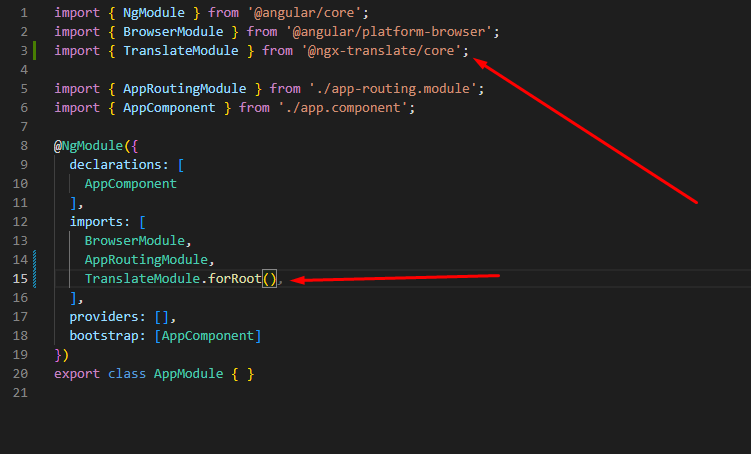 1 import { NgModule } from '@angular/core';
2 import { BrowserModule } from '@angular/platform-browser';
3 import { TranslateModule } from '@ngx-translate/core';
4
5 import { AppRoutingModule } from './app-routing.module';
6 import { AppComponent } from './app.component';
7
8 @NgModule({
9   declarations: [
10     AppComponent
11   ],
12   imports: [
13     BrowserModule,
14     AppRoutingModule,
15     TranslateModule.forRoot(),
16   ],
17   providers: [],
18   bootstrap: [AppComponent]
19 })
20 export class AppModule { }
21